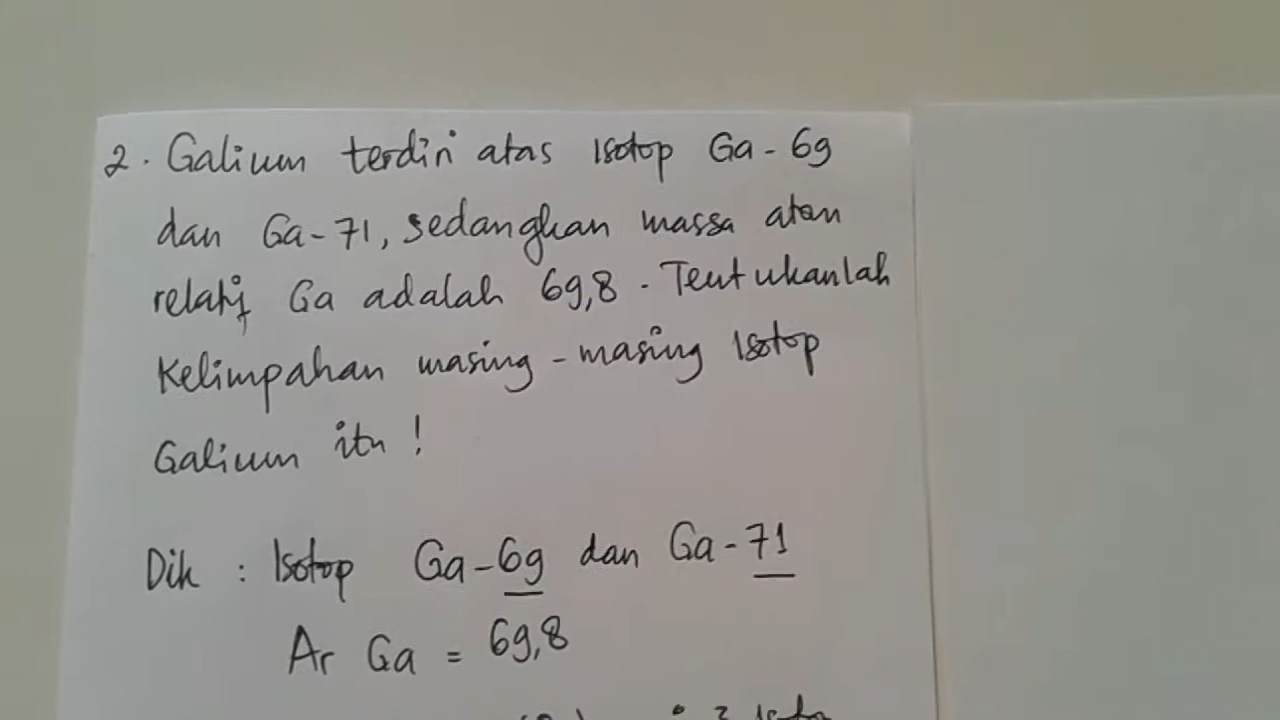 2. Galium terdiri atas Isotop Ga-69
dan Ga-71, sedangkan massa atom
relatif Ga adalah 69,8. Tentukanlah
Kelimpahan masing-masing Isotop
Galium itu!
Dik : Isotop Ga-69 dan Ga-71
Ar Ga = 69,8